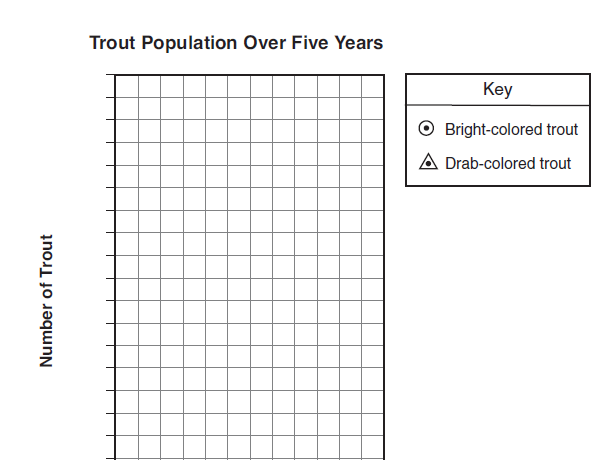 Trout Population Over Five Years
Key
Bright-colored trout
Drab-colored trout
Number of Trout